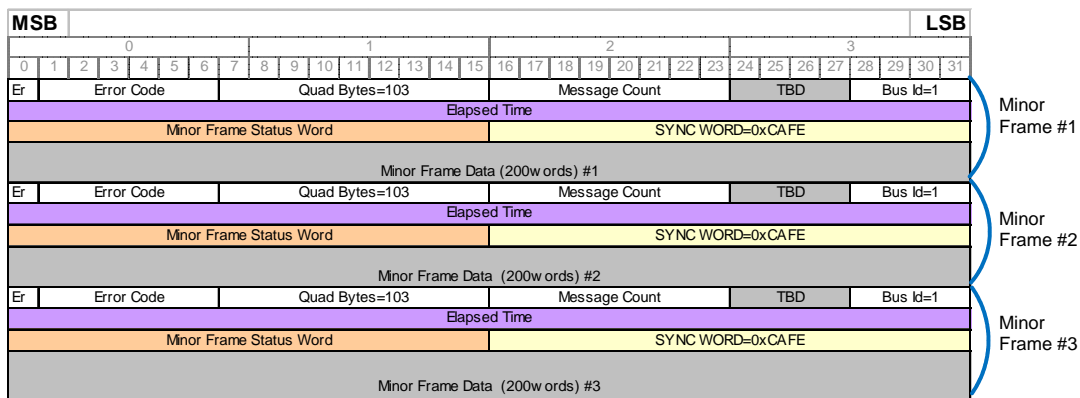 MSB LSB
0 1 2 3
0 1 2 3 4 5 6 7 8 9 10 11 12 13 14 15 16 17 18 19 20 21 22 23 24 25 26 27 28 29 30 31
Er Error Code Quad Bytes=103 Message Count TBD Bus Id=1
Elapsed Time
Minor Frame Status Word SYNC WORD=0xCAFE
Minor Frame Data (200words) #1
Minor
Frame #1
Er Error Code Quad Bytes=103 Message Count TBD Bus Id=1
Elapsed Time
Minor Frame Status Word SYNC WORD=0xCAFE
Minor Frame Data (200words) #2
Minor
Frame #2
Er Error Code Quad Bytes=103 Message Count TBD Bus Id=1
Elapsed Time
Minor Frame Status Word SYNC WORD=0xCAFE
Minor Frame Data (200words) #3
Minor
Frame #3